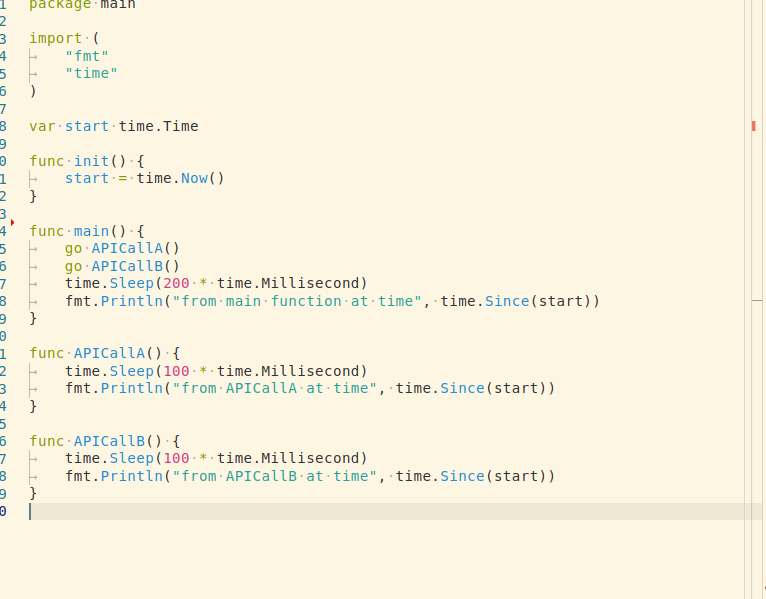 1 package main
2
3 import (
4 "fmt"
5 "time"
6 )
7
8 var start time.Time
9
0 func init() {
1 start = time.Now()
2 }
3
4 func main() {
5 go APICallA()
6 go APICallB()
7 time.Sleep(200 * time.Millisecond)
8 fmt.Println("from main function at time", time.Since(start))
9 }
0
1 func APICallA() {
2 time.Sleep(100 * time.Millisecond)
3 fmt.Println("from APICallA at time", time.Since(start))
4 }
5
6 func APICallB() {
7 time.Sleep(100 * time.Millisecond)
8 fmt.Println("from APICallB at time", time.Since(start))
9 }
0